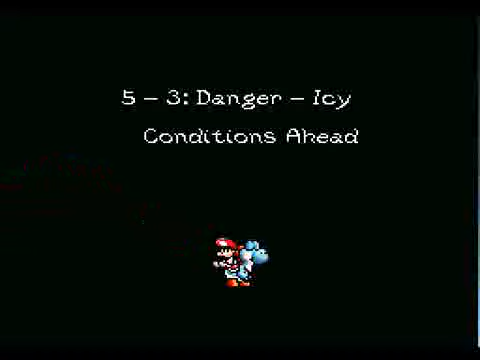 5 – 3: Danger – Icy
Conditions Ahead